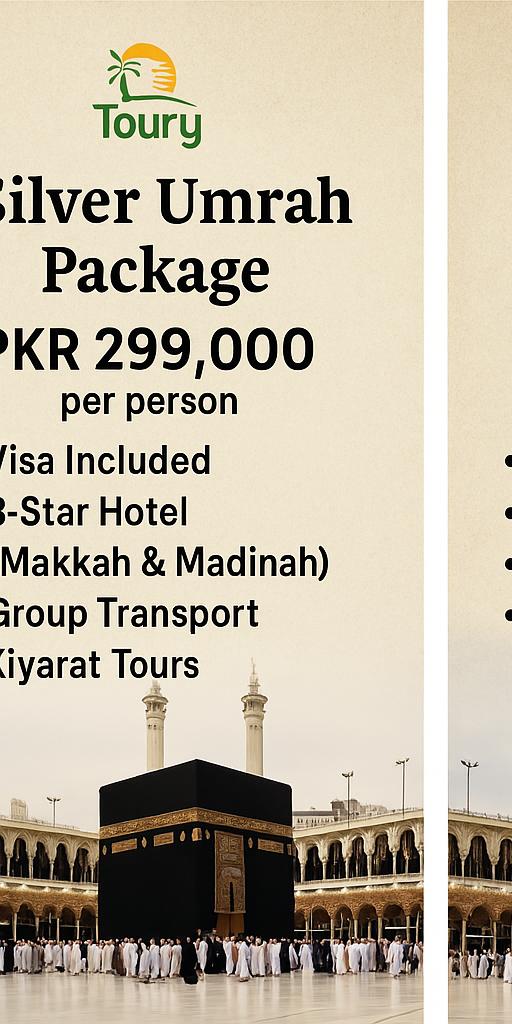 Toury
Silver Umrah
Package
PKR 299,000
per person
Visa Included
3-Star Hotel
(Makkah & Madinah)
Group Transport
Kiyarat Tours